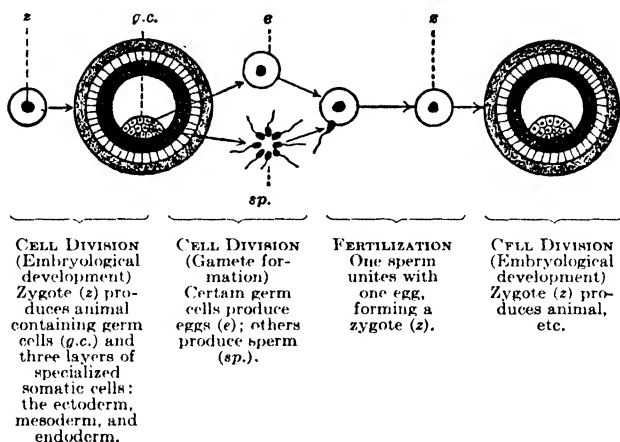 z
g.c.
e
z
sp.
CELL DIVISION
(Embryological
development)
Zygote (z) pro-
duces animal
containing germ
cells (g.c.) and
three layers of
specialized
somatic cells:
the ectoderm,
mesoderm, and
endoderm.
CELL DIVISION
(Gamete for-
mation)
Certain germ
cells produce
eggs (e); others
produce sperm
(sp.).
FERTILIZATION
One sperm
unites with
one egg,
forming a
zygote (z).
CELL DIVISION
(Embryological
development)
Zygote (z) pro-
duces animal,
etc.